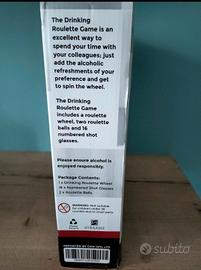 The Drinking
Roulette Game is an
excellent way to
spend your time with
your colleagues; just
add the alcoholic
refreshments of your
preference and get
to spin the wheel.
The Drinking
Roulette Game
includes a roulette
wheel, two roulette
balls and 16
numbered shot
glasses.
Please ensure alcohol is
enjoyed responsibly.
Package Contents:
1 x Drinking Roulette Wheel
16 x Numbered Shot Glasses
2 x Roulette Balls
WARNING!
subito